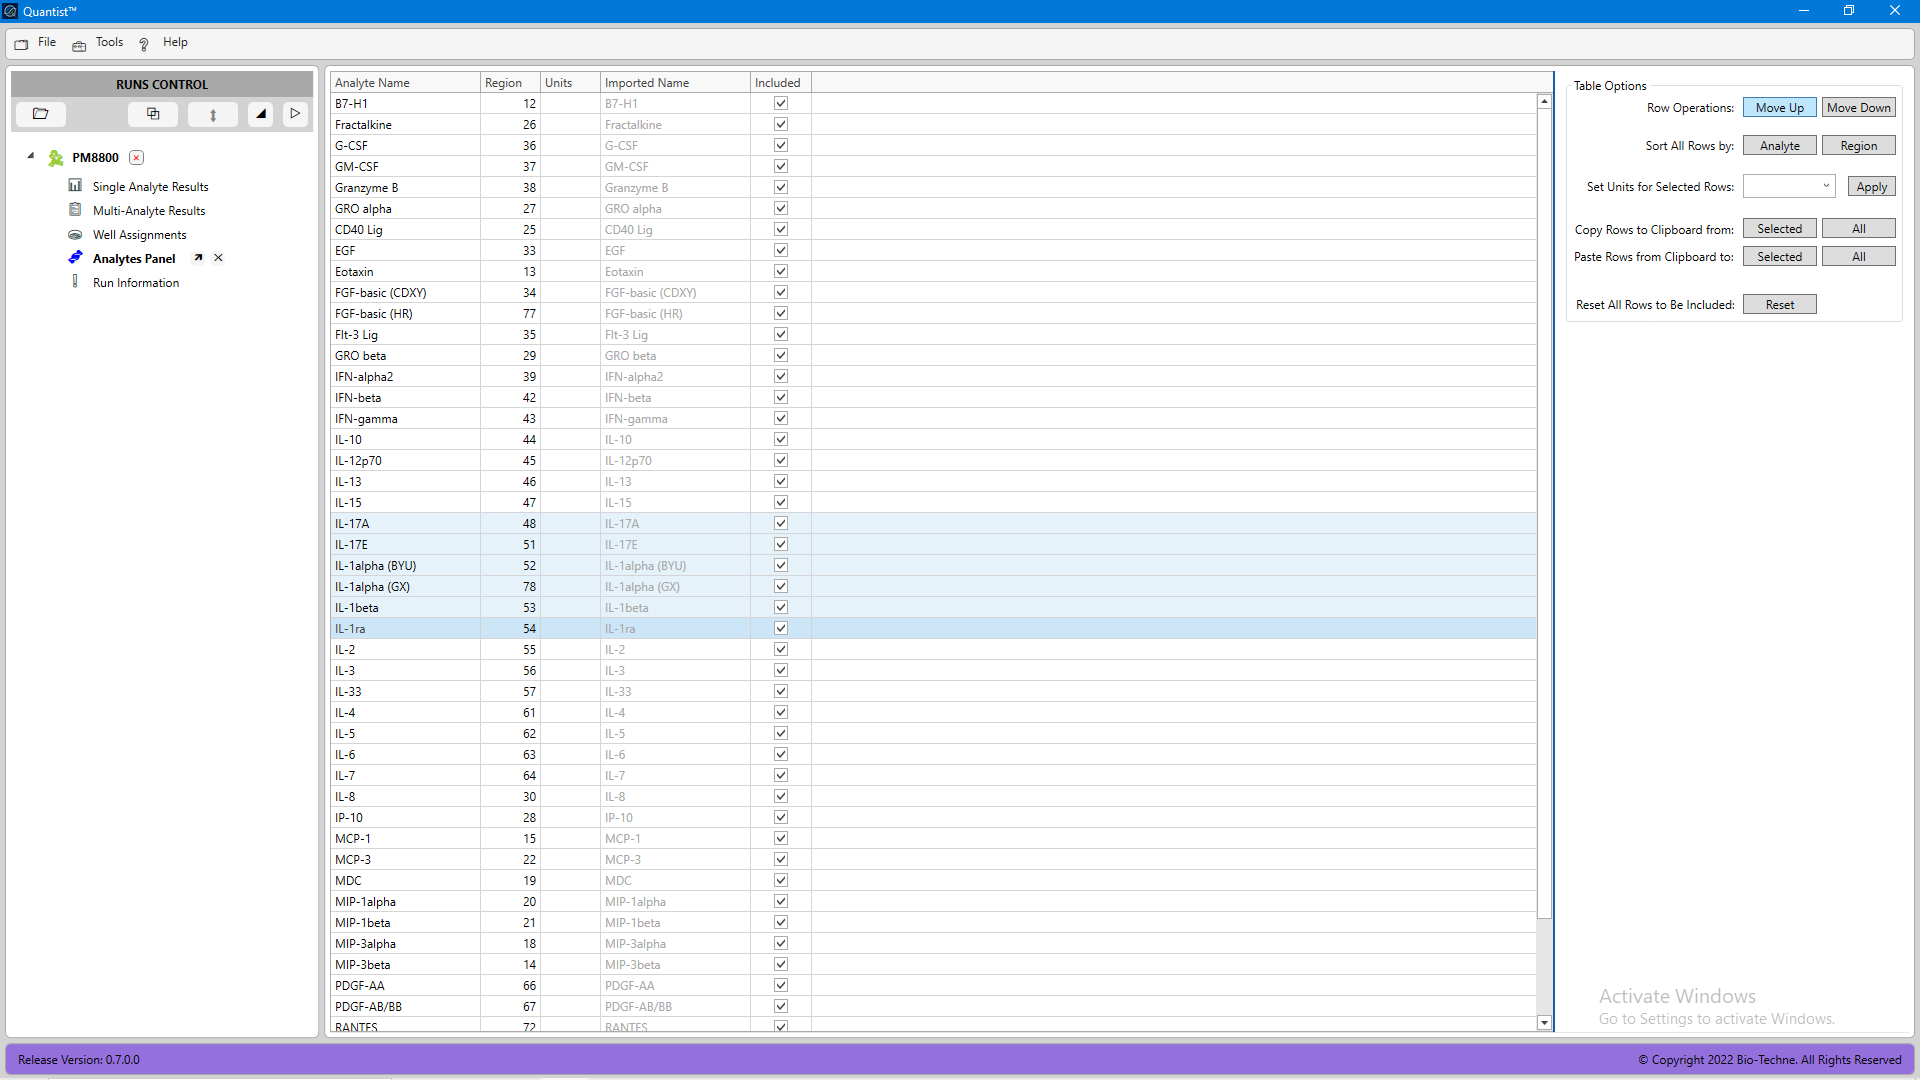 Quantist™
File Tools Help
RUNS CONTROL
PM8800
Single Analyte Results
Multi-Analyte Results
Well Assignments
Analytes Panel
Run Information
Analyte Name Region Units Imported Name Included
B7-H1 12 B7-H1
Fractalkine 26 Fractalkine
G-CSF 36 G-CSF
GM-CSF 37 GM-CSF
Granzyme B 38 Granzyme B
GRO alpha 27 GRO alpha
CD40 Lig 25 CD40 Lig
EGF 33 EGF
Eotaxin 13 Eotaxin
FGF-basic (CDXY) 34 FGF-basic (CDXY)
FGF-basic (HR) 77 FGF-basic (HR)
Flt-3 Lig 35 Flt-3 Lig
GRO beta 29 GRO beta
IFN-alpha2 39 IFN-alpha2
IFN-beta 42 IFN-beta
IFN-gamma 43 IFN-gamma
IL-10 44 IL-10
IL-12p70 45 IL-12p70
IL-13 46 IL-13
IL-15 47 IL-15
IL-17A 48 IL-17A
IL-17E 51 IL-17E
IL-1alpha (BYU) 52 IL-1alpha (BYU)
IL-1alpha (GX) 78 IL-1alpha (GX)
IL-1beta 53 IL-1beta
IL-1ra 54 IL-1ra
IL-2 55 IL-2
IL-3 56 IL-3
IL-33 57 IL-33
IL-4 61 IL-4
IL-5 62 IL-5
IL-6 63 IL-6
IL-7 64 IL-7
IL-8 30 IL-8
IP-10 28 IP-10
MCP-1 15 MCP-1
MCP-3 22 MCP-3
MDC 19 MDC
MIP-1alpha 20 MIP-1alpha
MIP-1beta 21 MIP-1beta
MIP-3alpha 18 MIP-3alpha
MIP-3beta 14 MIP-3beta
PDGF-AA 66 PDGF-AA
PDGF-AB/BB 67 PDGF-AB/BB
RANTES 72 RANTES
Table Options
Row Operations: Move Up Move Down
Sort All Rows by: Analyte Region
Set Units for Selected Rows: Apply
Copy Rows to Clipboard from: Selected All
Paste Rows from Clipboard to: Selected All
Reset All Rows to Be Included: Reset
Activate Windows
Go to Settings to activate Windows.
Release Version: 0.7.0.0
© Copyright 2022 Bio-Techne. All Rights Reserved